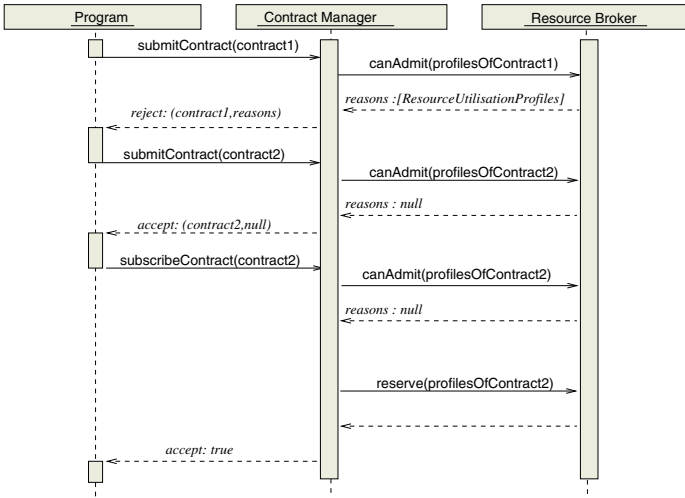 Program
Contract Manager
Resource Broker
submitContract(contract1)
canAdmit(profilesOfContract1)
reasons :[ResourceUtilisationProfiles]
reject: (contract1,reasons)
submitContract(contract2)
canAdmit(profilesOfContract2)
reasons : null
accept: (contract2,null)
subscribeContract(contract2)
canAdmit(profilesOfContract2)
reasons : null
reserve(profilesOfContract2)
accept: true